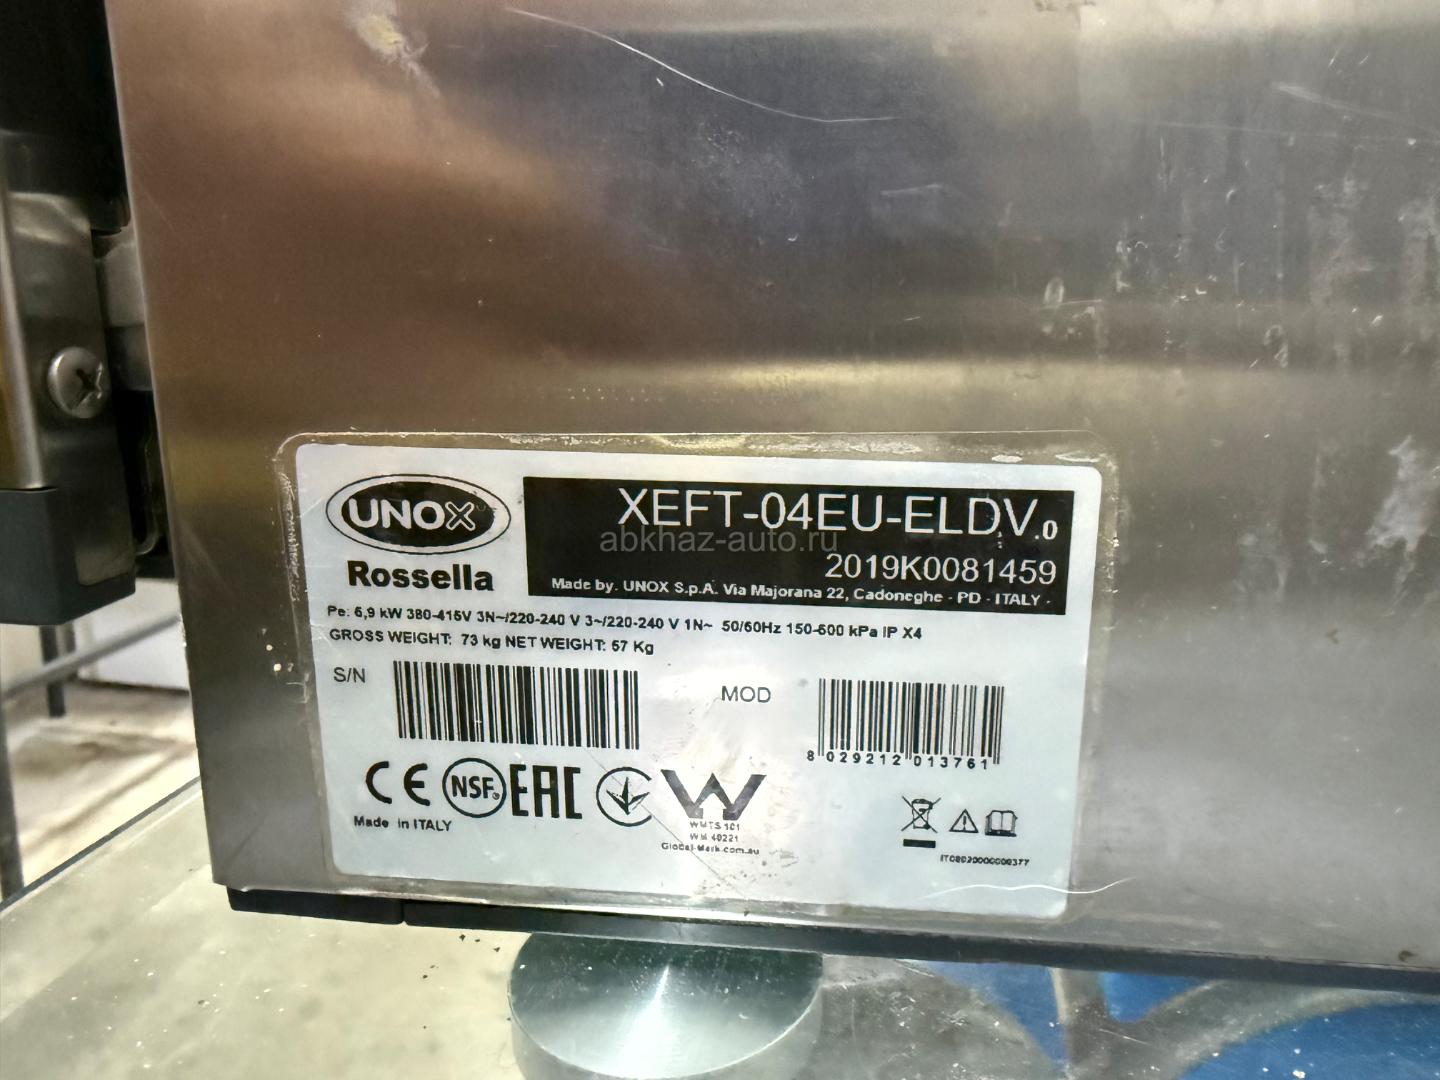 UNOX
Rossella
XEFT-04EU-ELDV.0
abkhaz-auto.ru
2019K0081459
Made by. UNOX S.p.A. Via Majorana 22, Cadoneghe - PD - ITALY -
Pe: 6,9 kW 380-415V 3N~/220-240 V 3~/220-240 V 1N~ 50/60Hz 150-600 kPa IP X4
GROSS WEIGHT: 73 kg NET WEIGHT: 57 Kg
S/N
MOD
8 029212 013761
CE NSF® EAC
Made in ITALY
WMTS 101
WM 40221
Global-Mark.com.au
IT08020000000377